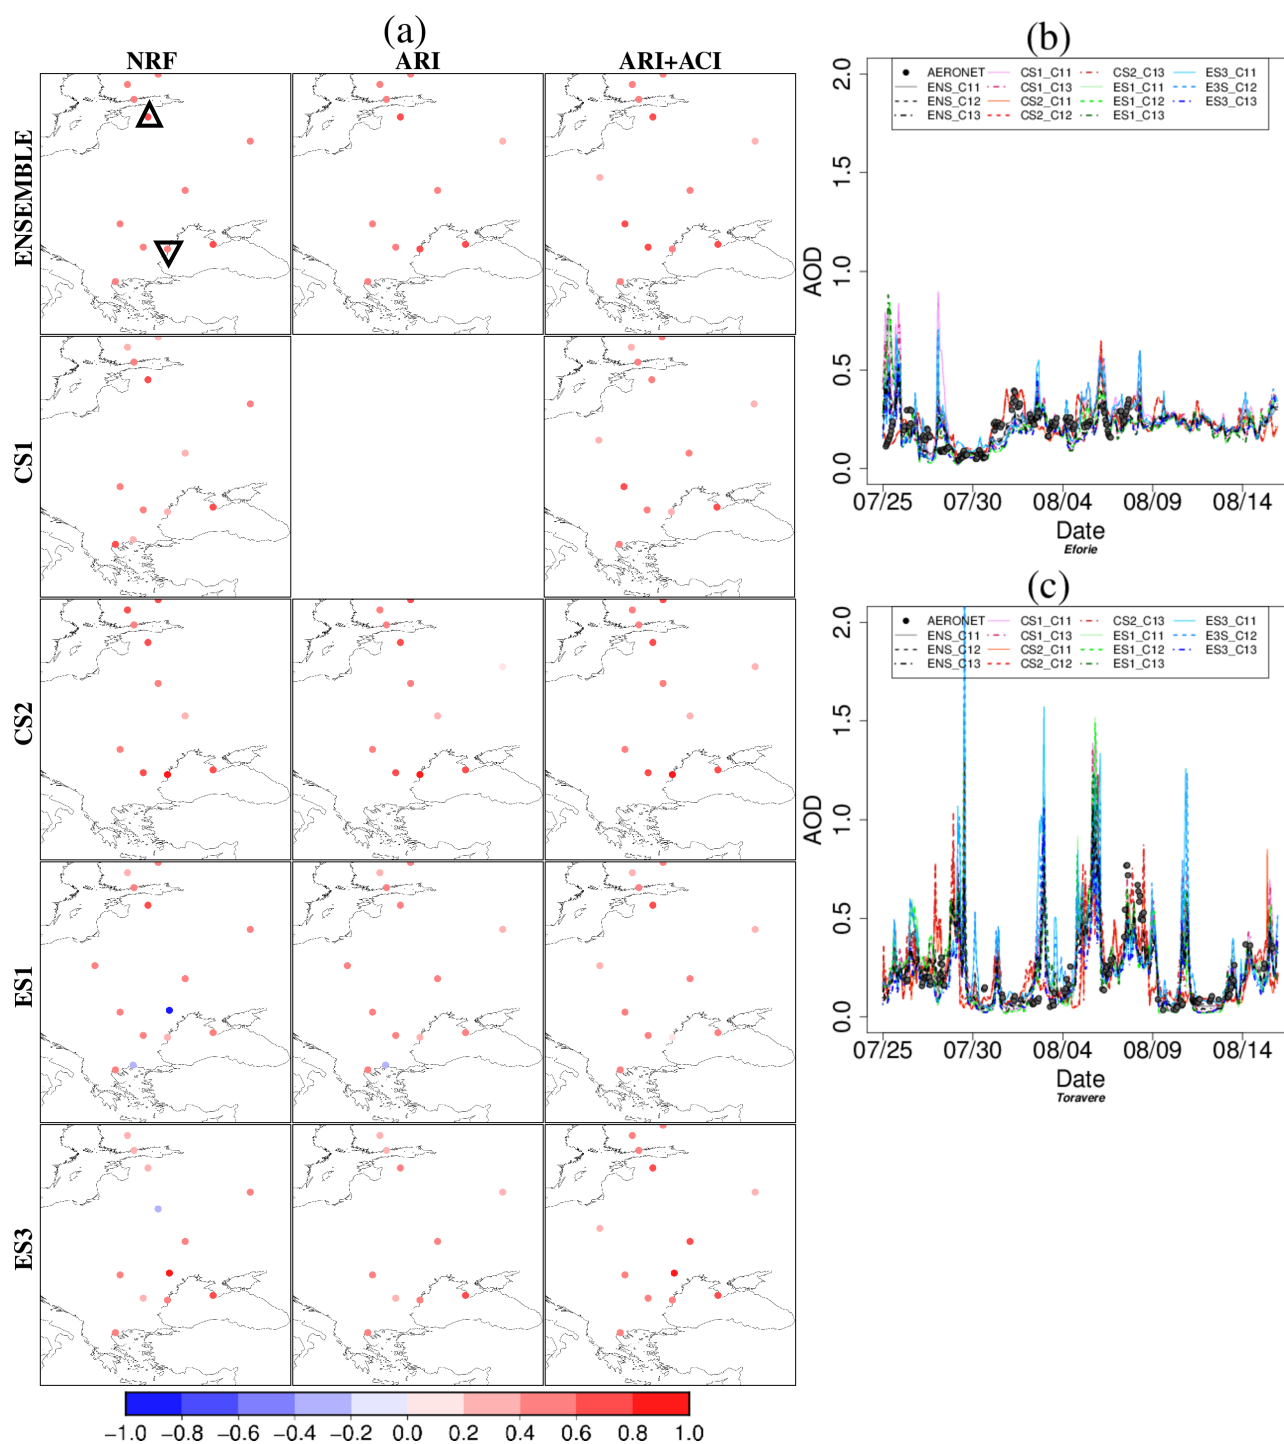 (a)
NRF ARI ARI+ACI
ENSEMBLE
CS1
CS2
ES1
ES3
−1.0 −0.8 −0.6 −0.4 −0.2 0.0 0.2 0.4 0.6 0.8 1.0
(b)
AERONET CS1_C11 CS2_C13 ES3_C11
ENS_C11 CS1_C13 ES1_C11 E3S_C12
ENS_C12 CS2_C11 ES1_C12 ES3_C13
ENS_C13 CS2_C12 ES1_C13
AOD
2.0
1.5
1.0
0.5
0.0
07/25 07/30 08/04 08/09 08/14
Date
Eforie
(c)
AERONET CS1_C11 CS2_C13 ES3_C11
ENS_C11 CS1_C13 ES1_C11 E3S_C12
ENS_C12 CS2_C11 ES1_C12 ES3_C13
ENS_C13 CS2_C12 ES1_C13
AOD
2.0
1.5
1.0
0.5
0.0
07/25 07/30 08/04 08/09 08/14
Date
Toravere